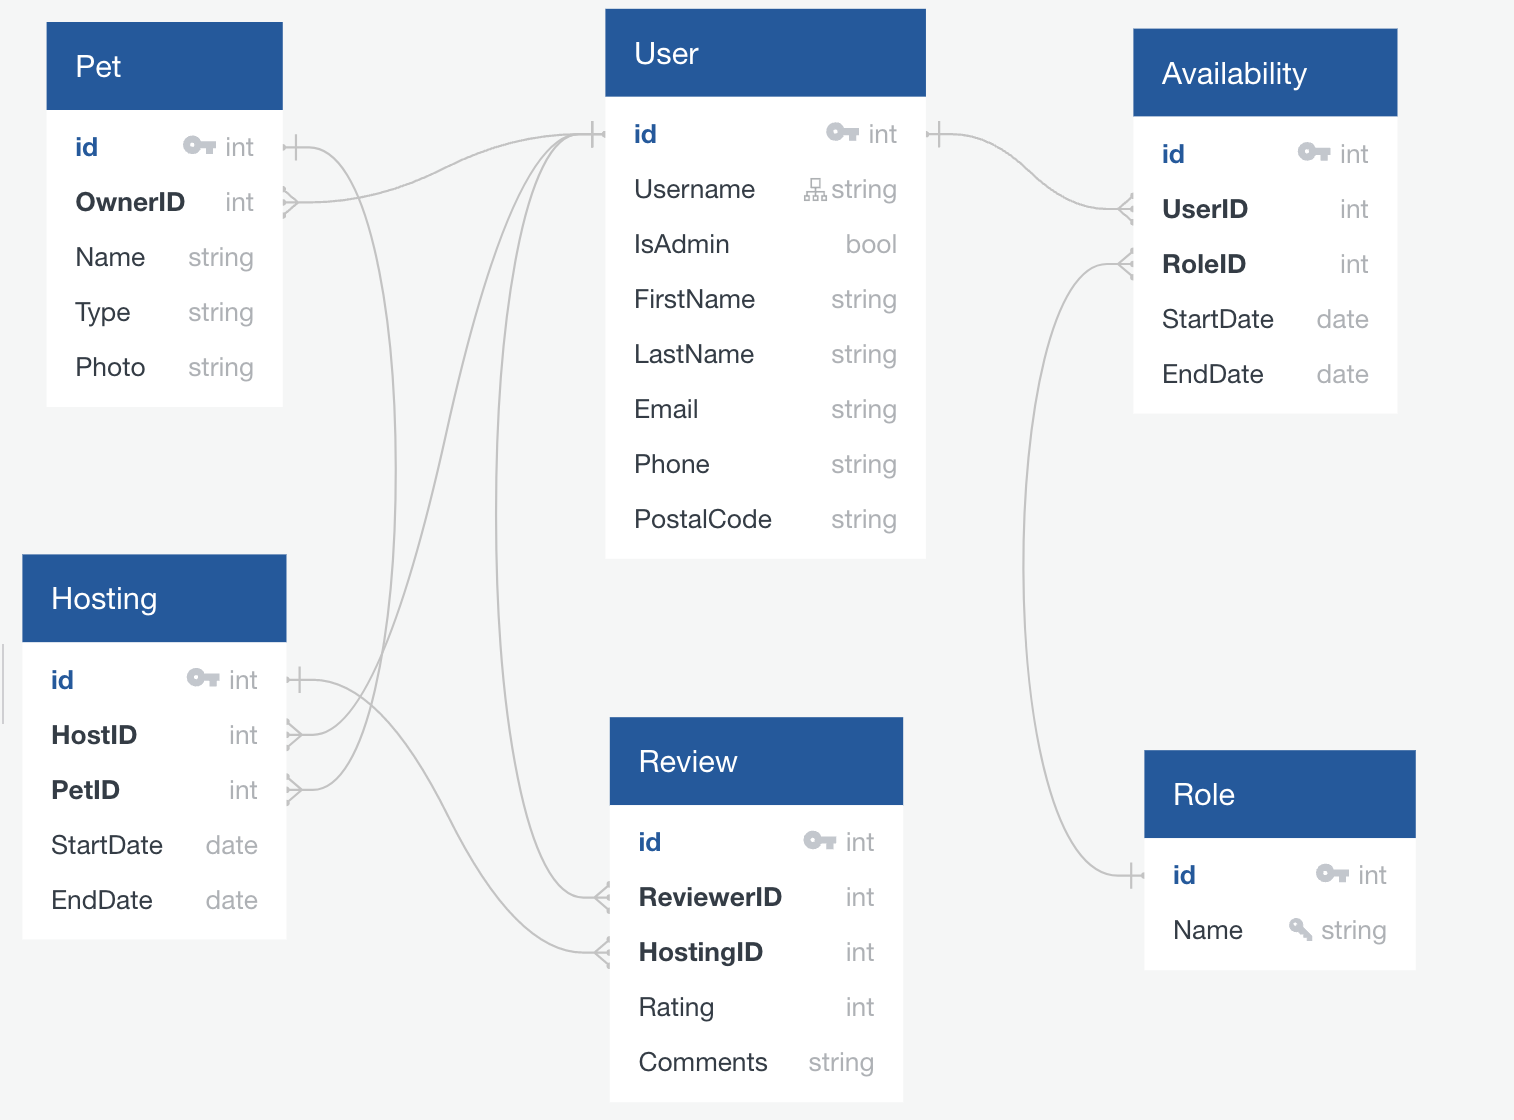 Pet
id int
OwnerID int
Name string
Type string
Photo string
User
id int
Username string
IsAdmin bool
FirstName string
LastName string
Email string
Phone string
PostalCode string
Availability
id int
UserID int
RoleID int
StartDate date
EndDate date
Hosting
id int
HostID int
PetID int
StartDate date
EndDate date
Review
id int
ReviewerID int
HostingID int
Rating int
Comments string
Role
id int
Name string